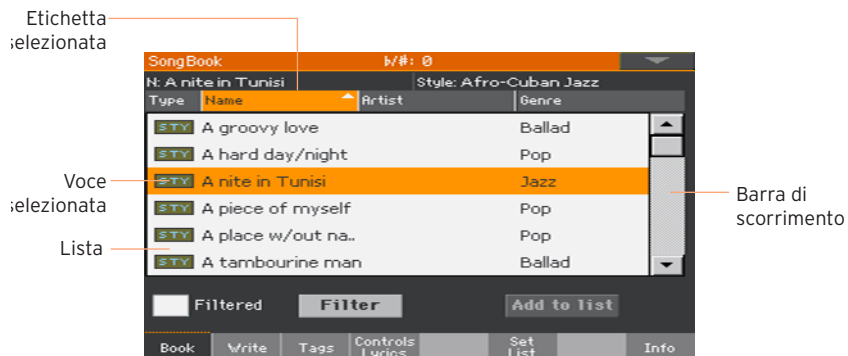 Etichetta
selezionata
SongBook ♭/#: 0
N: A nite in Tunisi Style: Afro-Cuban Jazz
Type Name Artist Genre
STY A groovy love Ballad
STY A hard day/night Pop
STY A nite in Tunisi Jazz
STY A piece of myself Pop
STY A place w/out na.. Pop
STY A tambourine man Ballad
Voce
selezionata
Lista
Barra di
scorrimento
Filtered Filter Add to list
Book Write Tags Controls Lyrics Set List Info